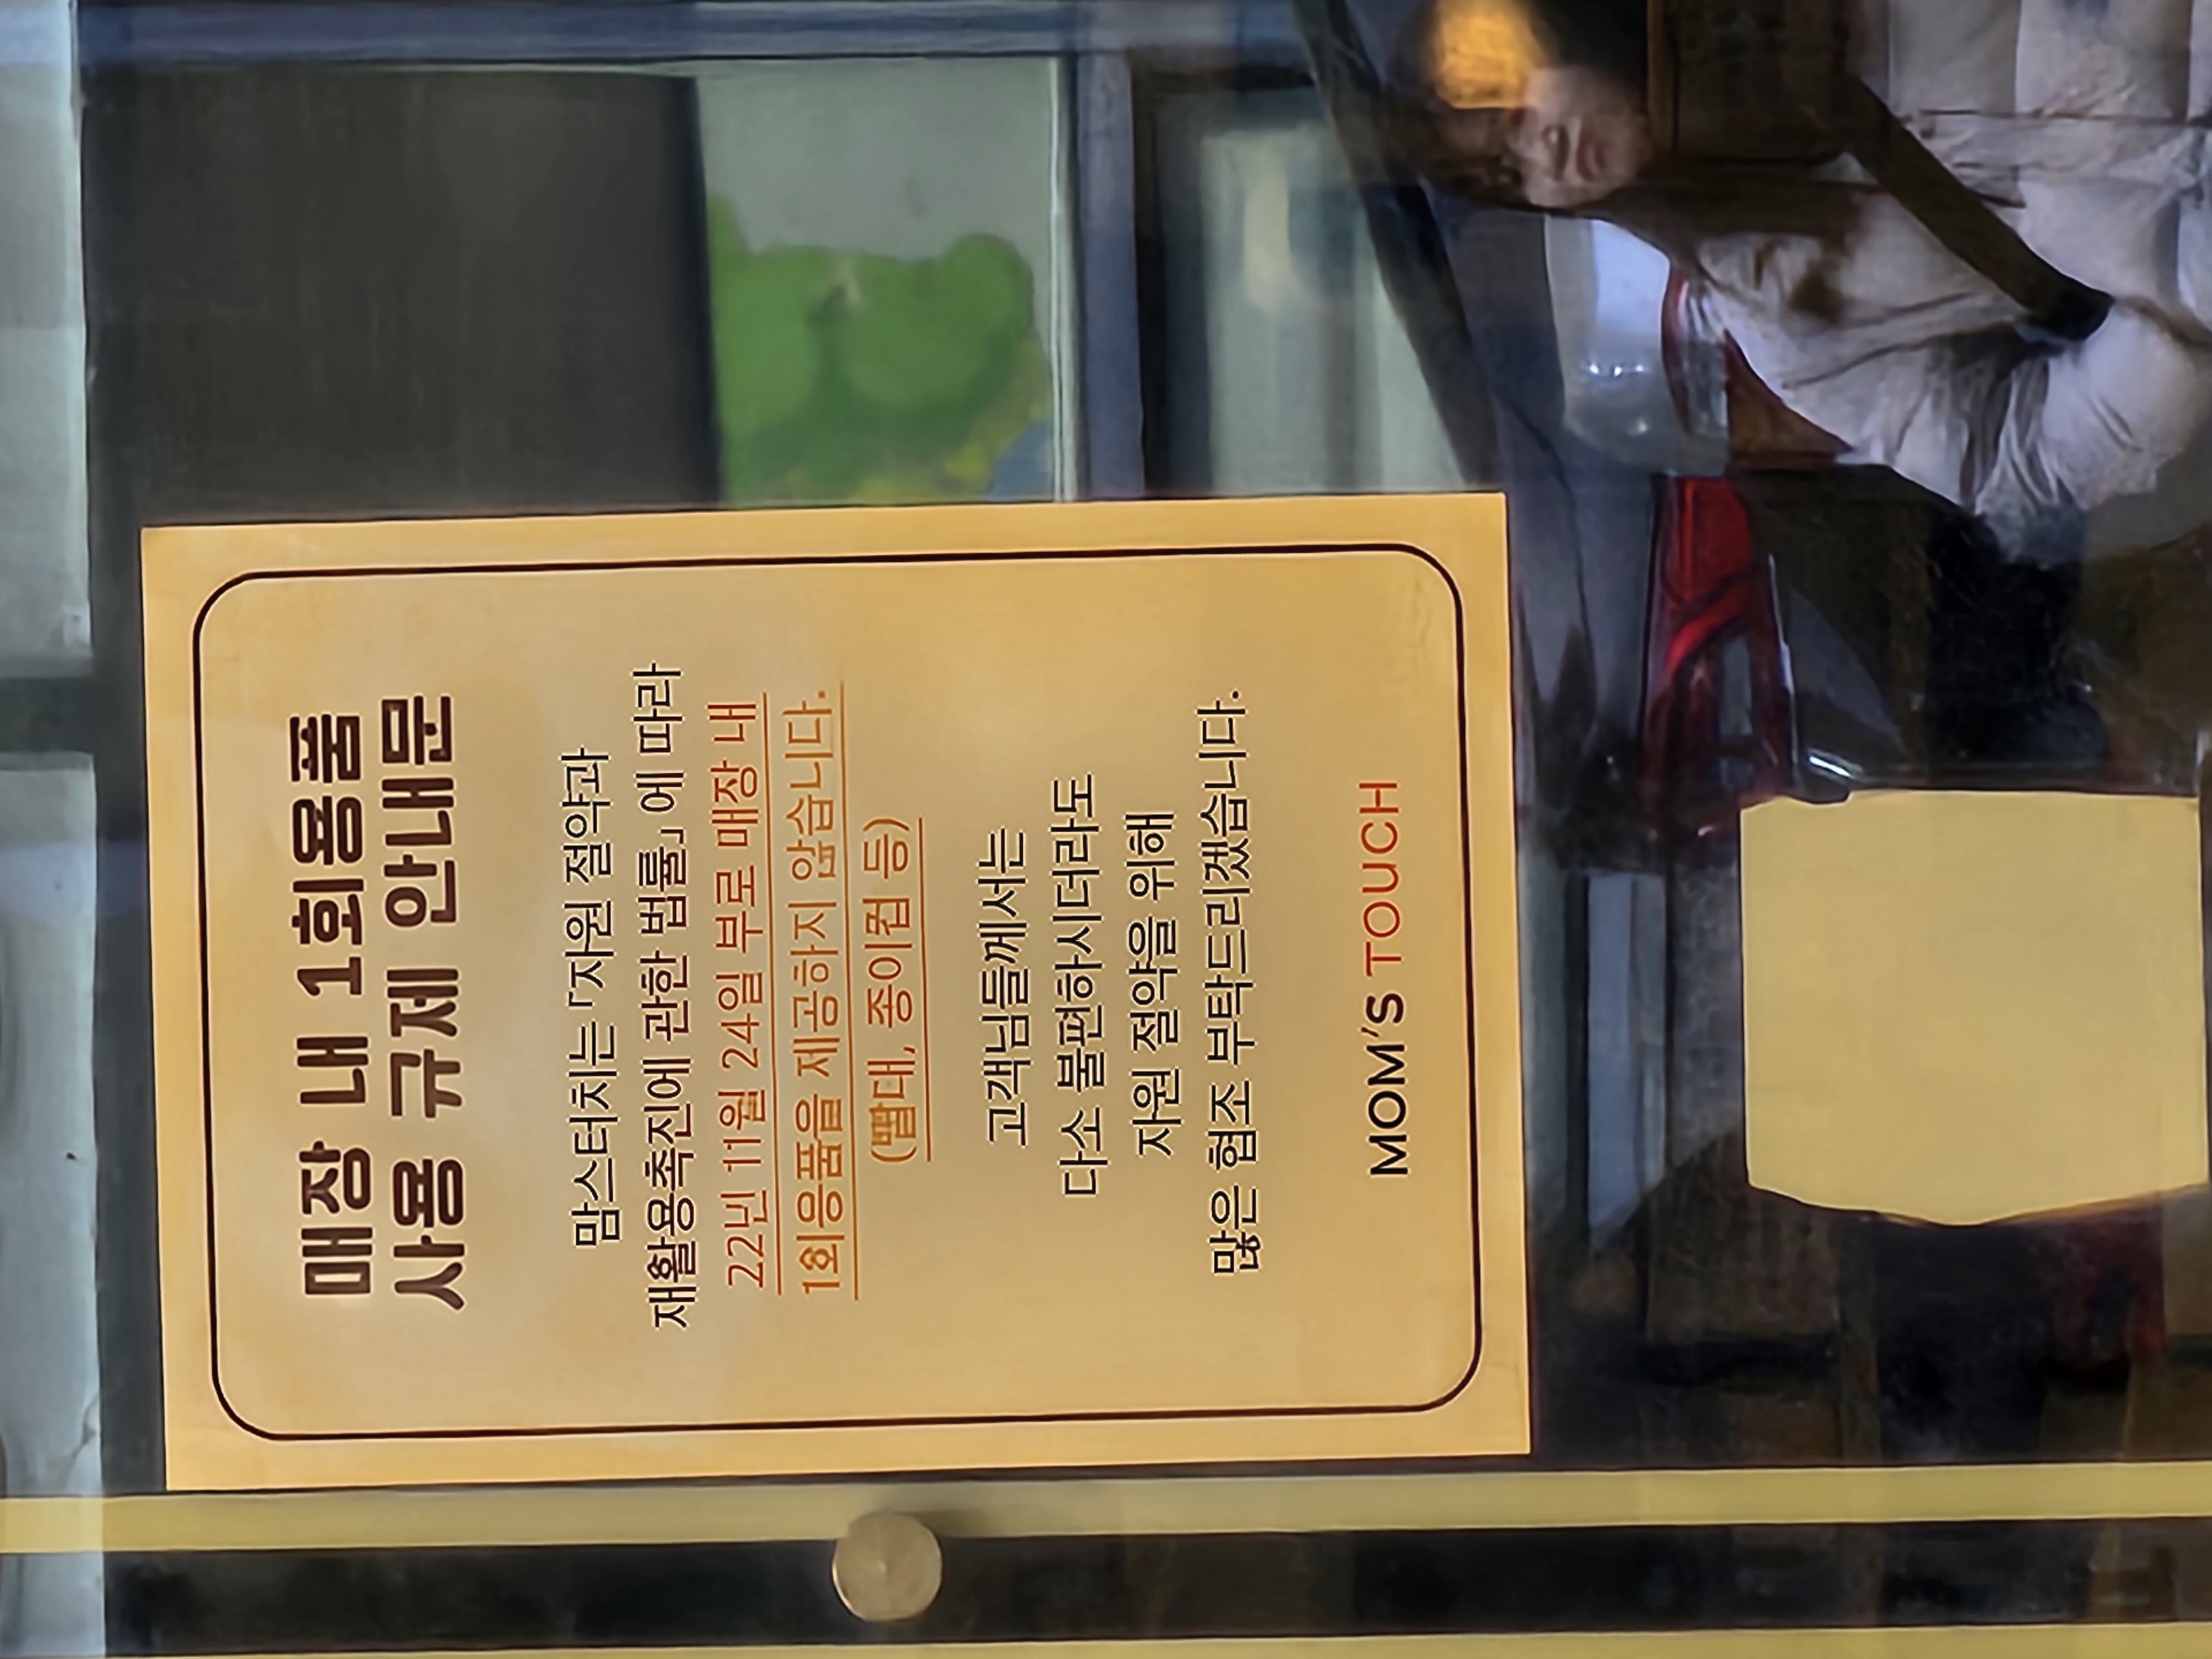 매장 내 1회용품
사용 규제 안내문
맘스터치는 「자원 절약과
재활용촉진에 관한 법률」에 따라
22년 11월 24일 부로 매장 내
1회용품을 제공하지 않습니다.
(빨대, 종이컵 등)
고객님들께서는
다소 불편하시더라도
자원 절약을 위해
많은 협조 부탁드리겠습니다.
MOM'S TOUCH